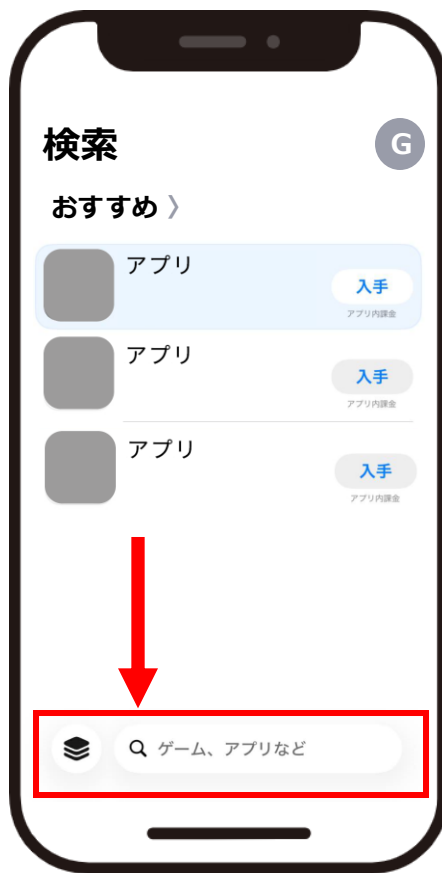 検索
G
おすすめ 〉
アプリ
入手
アプリ内課金
アプリ
入手
アプリ内課金
アプリ
入手
アプリ内課金
ゲーム、アプリなど